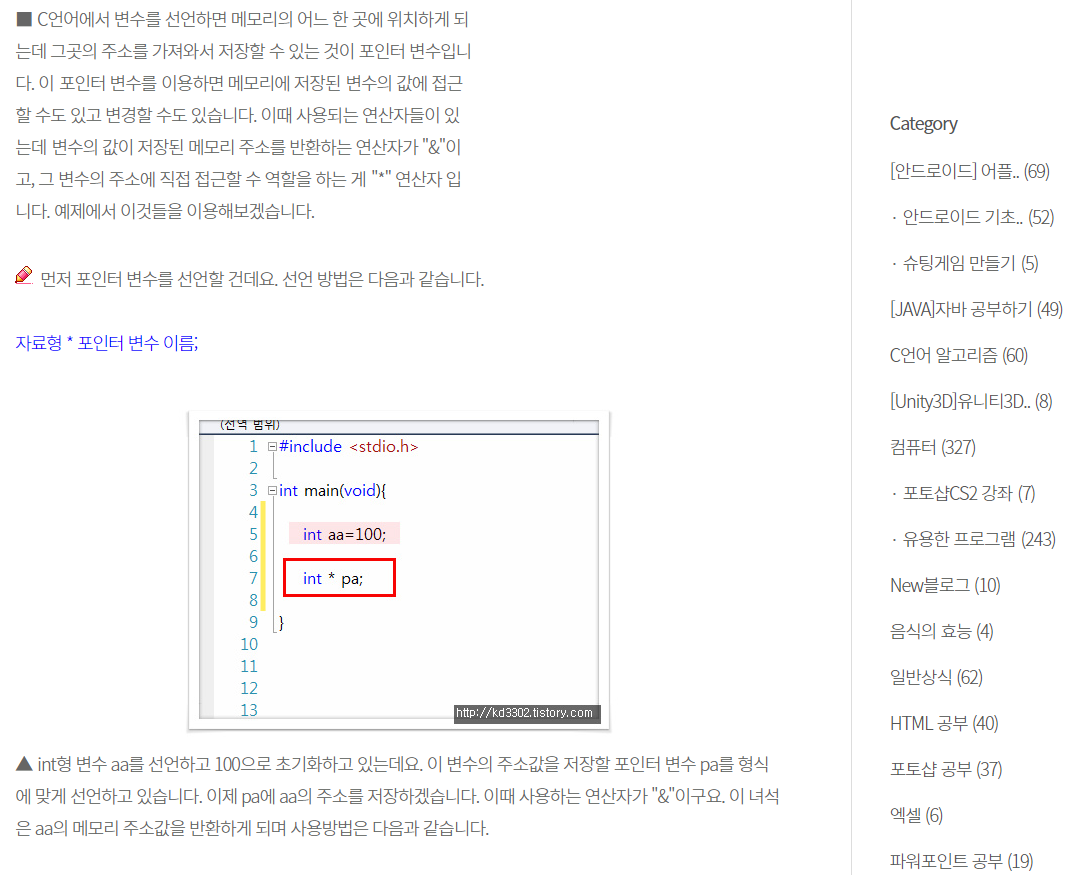 ■ C언어에서 변수를 선언하면 메모리의 어느 한 곳에 위치하게 되
는데 그곳의 주소를 가져와서 저장할 수 있는 것이 포인터 변수입니
다. 이 포인터 변수를 이용하면 메모리에 저장된 변수의 값에 접근
할 수도 있고 변경할 수도 있습니다. 이때 사용되는 연산자들이 있
는데 변수의 값이 저장된 메모리 주소를 반환하는 연산자가 "&"이
고, 그 변수의 주소에 직접 접근할 수 역할을 하는 게 "*" 연산자 입
니다. 예제에서 이것들을 이용해보겠습니다.
먼저 포인터 변수를 선언할 건데요. 선언 방법은 다음과 같습니다.
자료형 * 포인터 변수 이름;
(전역 범위)
1 #include <stdio.h>
2
3 int main(void){
4
5 int aa=100;
6
7 int * pa;
8
9 }
10
11
12
13
http://kd3302.tistory.com
▲ int형 변수 aa를 선언하고 100으로 초기화하고 있는데요. 이 변수의 주소값을 저장할 포인터 변수 pa를 형식
에 맞게 선언하고 있습니다. 이제 pa에 aa의 주소를 저장하겠습니다. 이때 사용하는 연산자가 "&"이구요. 이 녀석
은 aa의 메모리 주소값을 반환하게 되며 사용방법은 다음과 같습니다.
Category
[안드로이드] 어플.. (69)
· 안드로이드 기초.. (52)
· 슈팅게임 만들기 (5)
[JAVA]자바 공부하기 (49)
C언어 알고리즘 (60)
[Unity3D]유니티3D.. (8)
컴퓨터 (327)
· 포토샵CS2 강좌 (7)
· 유용한 프로그램 (243)
New블로그 (10)
음식의 효능 (4)
일반상식 (62)
HTML 공부 (40)
포토샵 공부 (37)
엑셀 (6)
파워포인트 공부 (19)